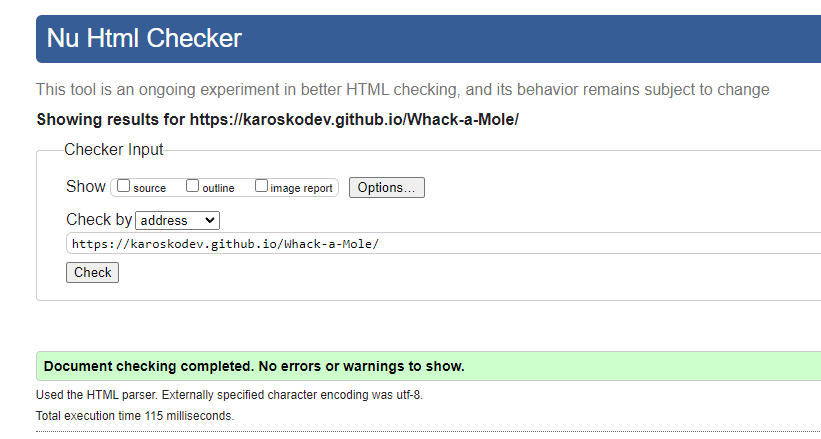 Nu Html Checker
This tool is an ongoing experiment in better HTML checking, and its behavior remains subject to change
Showing results for https://karoskodev.github.io/Whack-a-Mole/
Checker Input
Show source outline image report Options...
Check by address
https://karoskodev.github.io/Whack-a-Mole/
Check
Document checking completed. No errors or warnings to show.
Used the HTML parser. Externally specified character encoding was utf-8.
Total execution time 115 milliseconds.